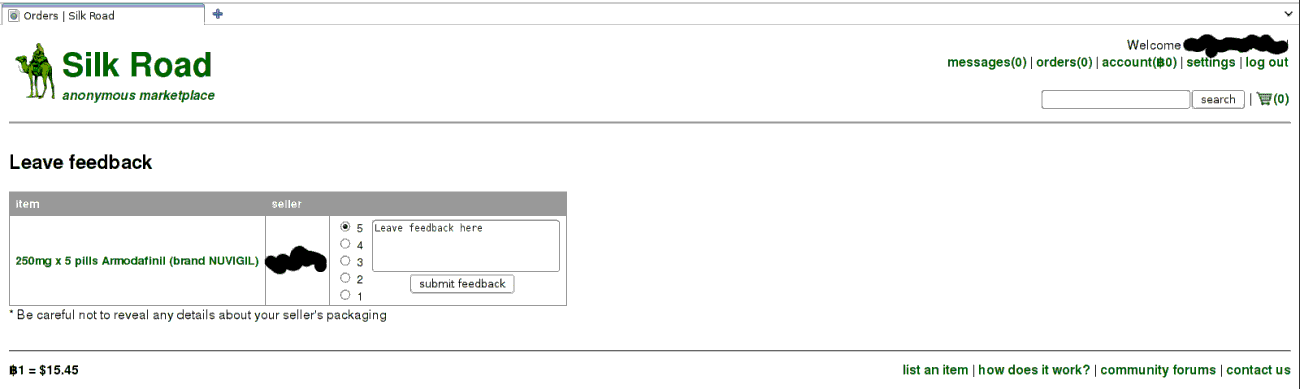 Orders | Silk Road
Welcome
Silk Road
messages(0) | orders(0) | account(฿0) | settings | log out
anonymous marketplace
search | (0)
Leave feedback
item seller
5 Leave feedback here
4
250mg x 5 pills Armodafinil (brand NUVIGIL) 3
2 submit feedback
1
* Be careful not to reveal any details about your seller's packaging
฿1 = $15.45 list an item | how does it work? | community forums | contact us